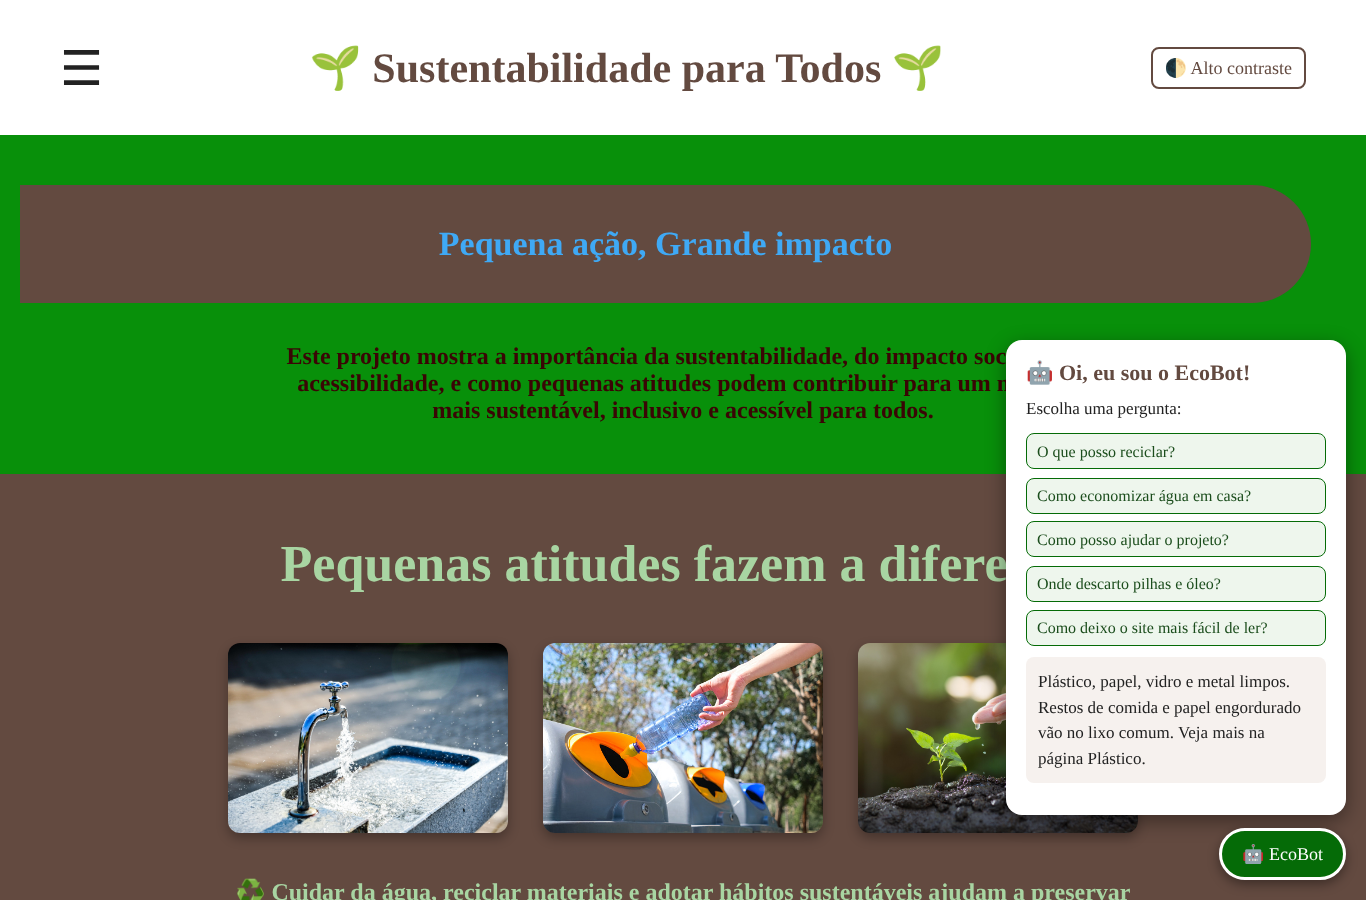 ☰
🌱 Sustentabilidade para Todos 🌱
🌓 Alto contraste
Pequena ação, Grande impacto
Este projeto mostra a importância da sustentabilidade, do impacto
acessibilidade, e como pequenas atitudes podem contribuir para um
mais sustentável, inclusivo e acessível para todos.
Pequenas atitudes fazem a
♻️ Cuidar da água, reciclar materiais e adotar hábitos sustentáveis ajudam a preservar
🤖 Oi, eu sou o EcoBot!
Escolha uma pergunta:
O que posso reciclar?
Como economizar água em casa?
Como posso ajudar o projeto?
Onde descarto pilhas e óleo?
Como deixo o site mais fácil de ler?
Plástico, papel, vidro e metal limpos.
Restos de comida e papel engordurado
vão no lixo comum. Veja mais na
página Plástico.
🤖 EcoBot